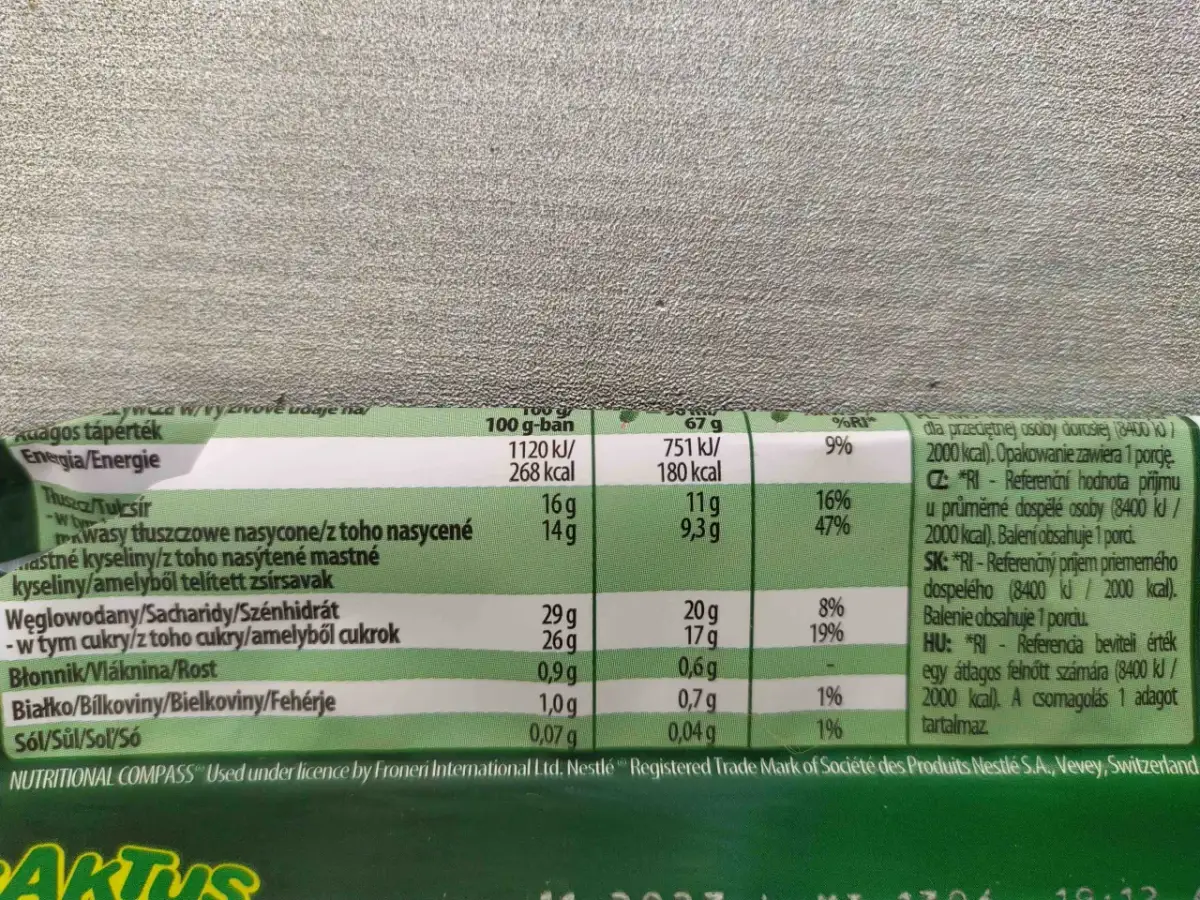 100 g/
átlagos tápérték 100 g-ban 67 g %RI*
Energia/Energie 1120 kJ/ 751 kJ/ 9%
268 kcal 180 kcal
Tłuszcz/Tuk/zsír 16 g 11 g 16%
kwasy tłuszczowe nasycone/z toho nasycené 14 g 9,3 g 47%
mastné kyseliny/z toho nasýtené mastné
kyseliny/amelyből telített zsírsavak
Węglowodany/Sacharidy/Szénhidrát 29 g 20 g 8%
- w tym cukry/z toho cukry/amelyből cukrok 26 g 17 g 19%
Błonnik/Vláknina/Rost 0,9 g 0,6 g -
Białko/Bílkoviny/Bielkoviny/Fehérje 1,0 g 0,7 g 1%
Sól/Sůl/Soľ/Só 0,07 g 0,04 g 1%
dla przeciętnej osoby dorosłej (8400 kJ /
2000 kcal). Opakowanie zawiera 1 porcję.
CZ: *RI - Referenční hodnota příjmu
u průměrné dospělé osoby (8400 kJ /
2000 kcal). Balení obsahuje 1 porci.
SK: *RI - Referenčný príjem priemerného
dospelého (8400 kJ / 2000 kcal).
Balenie obsahuje 1 porciu.
HU: *RI - Referencia beviteli érték
egy átlagos felnőtt számára (8400 kJ /
2000 kcal). A csomagolás 1 adagot
tartalmaz.
NUTRITIONAL COMPASS® Used under licence by Froneri International Ltd. Nestlé ® Registered Trade Mark of Société des Produits Nestlé S.A., Vevey, Switzerland
KAKTUS